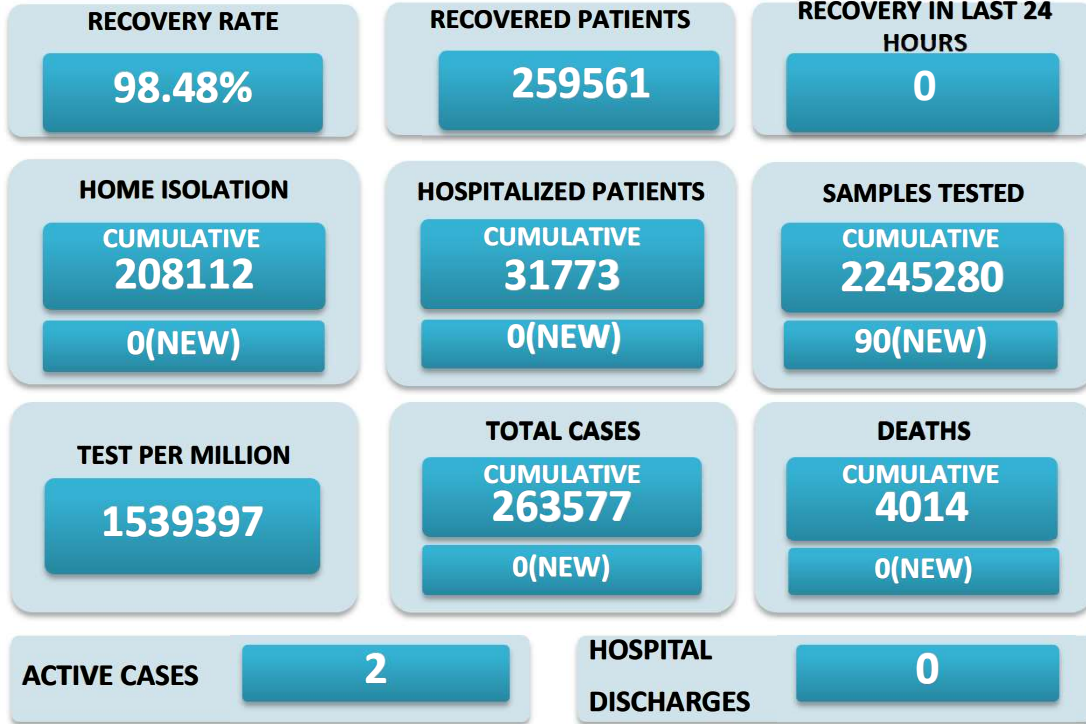 RECOVERY RATE
98.48%
RECOVERED PATIENTS
259561
RECOVERY IN LAST 24
HOURS
0
HOME ISOLATION
CUMULATIVE
208112
0(NEW)
HOSPITALIZED PATIENTS
CUMULATIVE
31773
0(NEW)
SAMPLES TESTED
CUMULATIVE
2245280
90(NEW)
TEST PER MILLION
1539397
TOTAL CASES
CUMULATIVE
263577
0(NEW)
DEATHS
CUMULATIVE
4014
0(NEW)
ACTIVE CASES
2
HOSPITAL
DISCHARGES
0